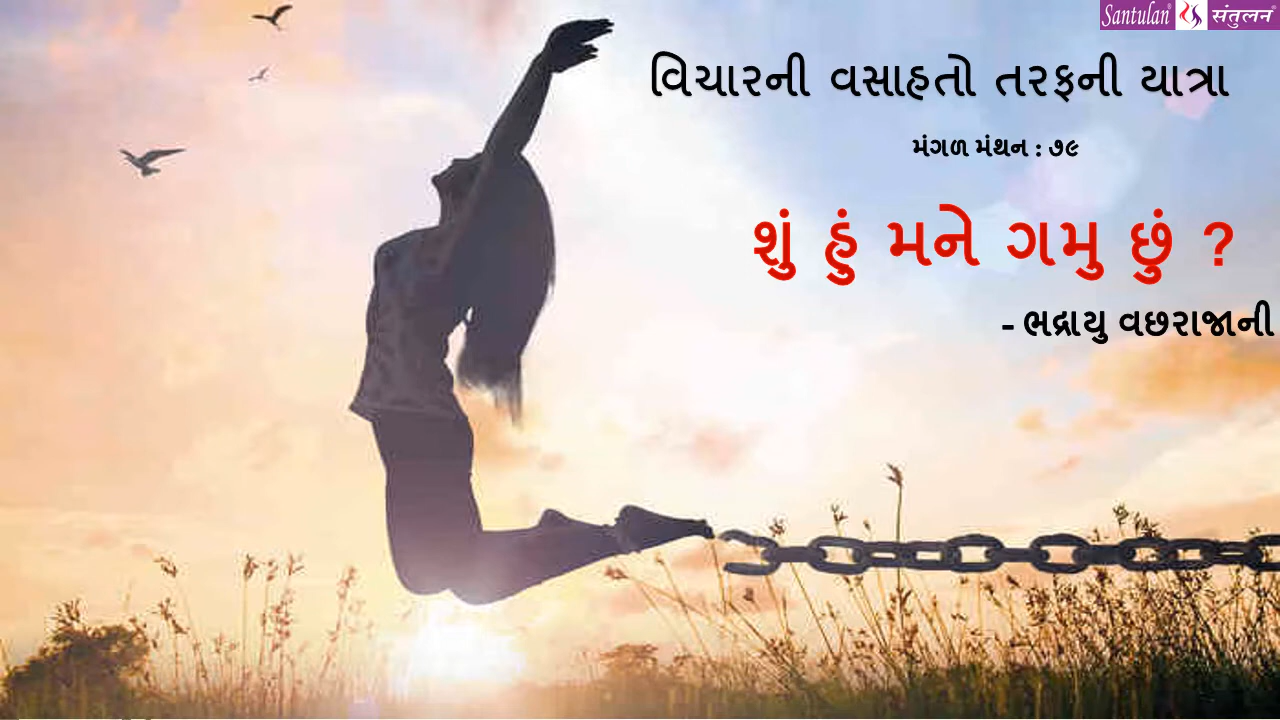 Santulan® संतुलन®
વિચારની વસાહતો તરફની યાત્રા
મંગળ મંથન : ૭૯
શું હું મને ગમુ છું ?
- ભદ્રાયુ વછરાજાની